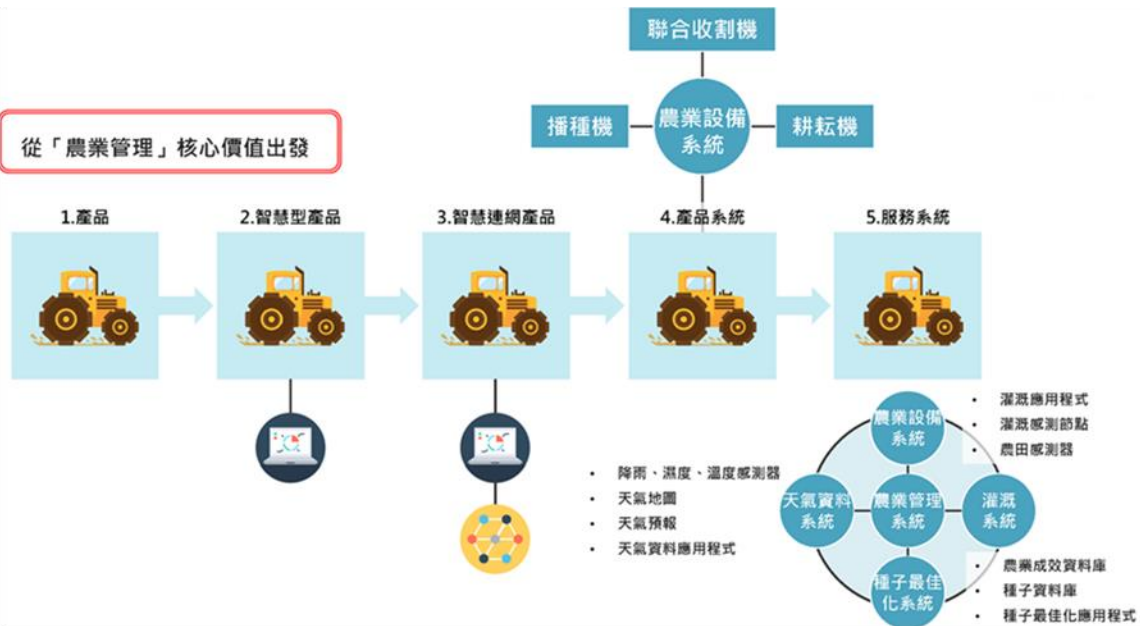 聯合收割機
播種機
農業設備
系統
耕耘機
從「農業管理」核心價值出發
1.產品
2.智慧型產品
3.智慧連網產品
4.產品系統
5.服務系統
• 降雨、濕度、溫度感測器
• 天氣地圖
• 天氣預報
• 天氣資料應用程式
農業設備
系統
• 灌溉應用程式
• 灌溉感測節點
• 農田感測器
天氣資料
系統
農業管理
系統
灌溉
系統
種子最佳
化系統
• 農業成效資料庫
• 種子資料庫
• 種子最佳化應用程式